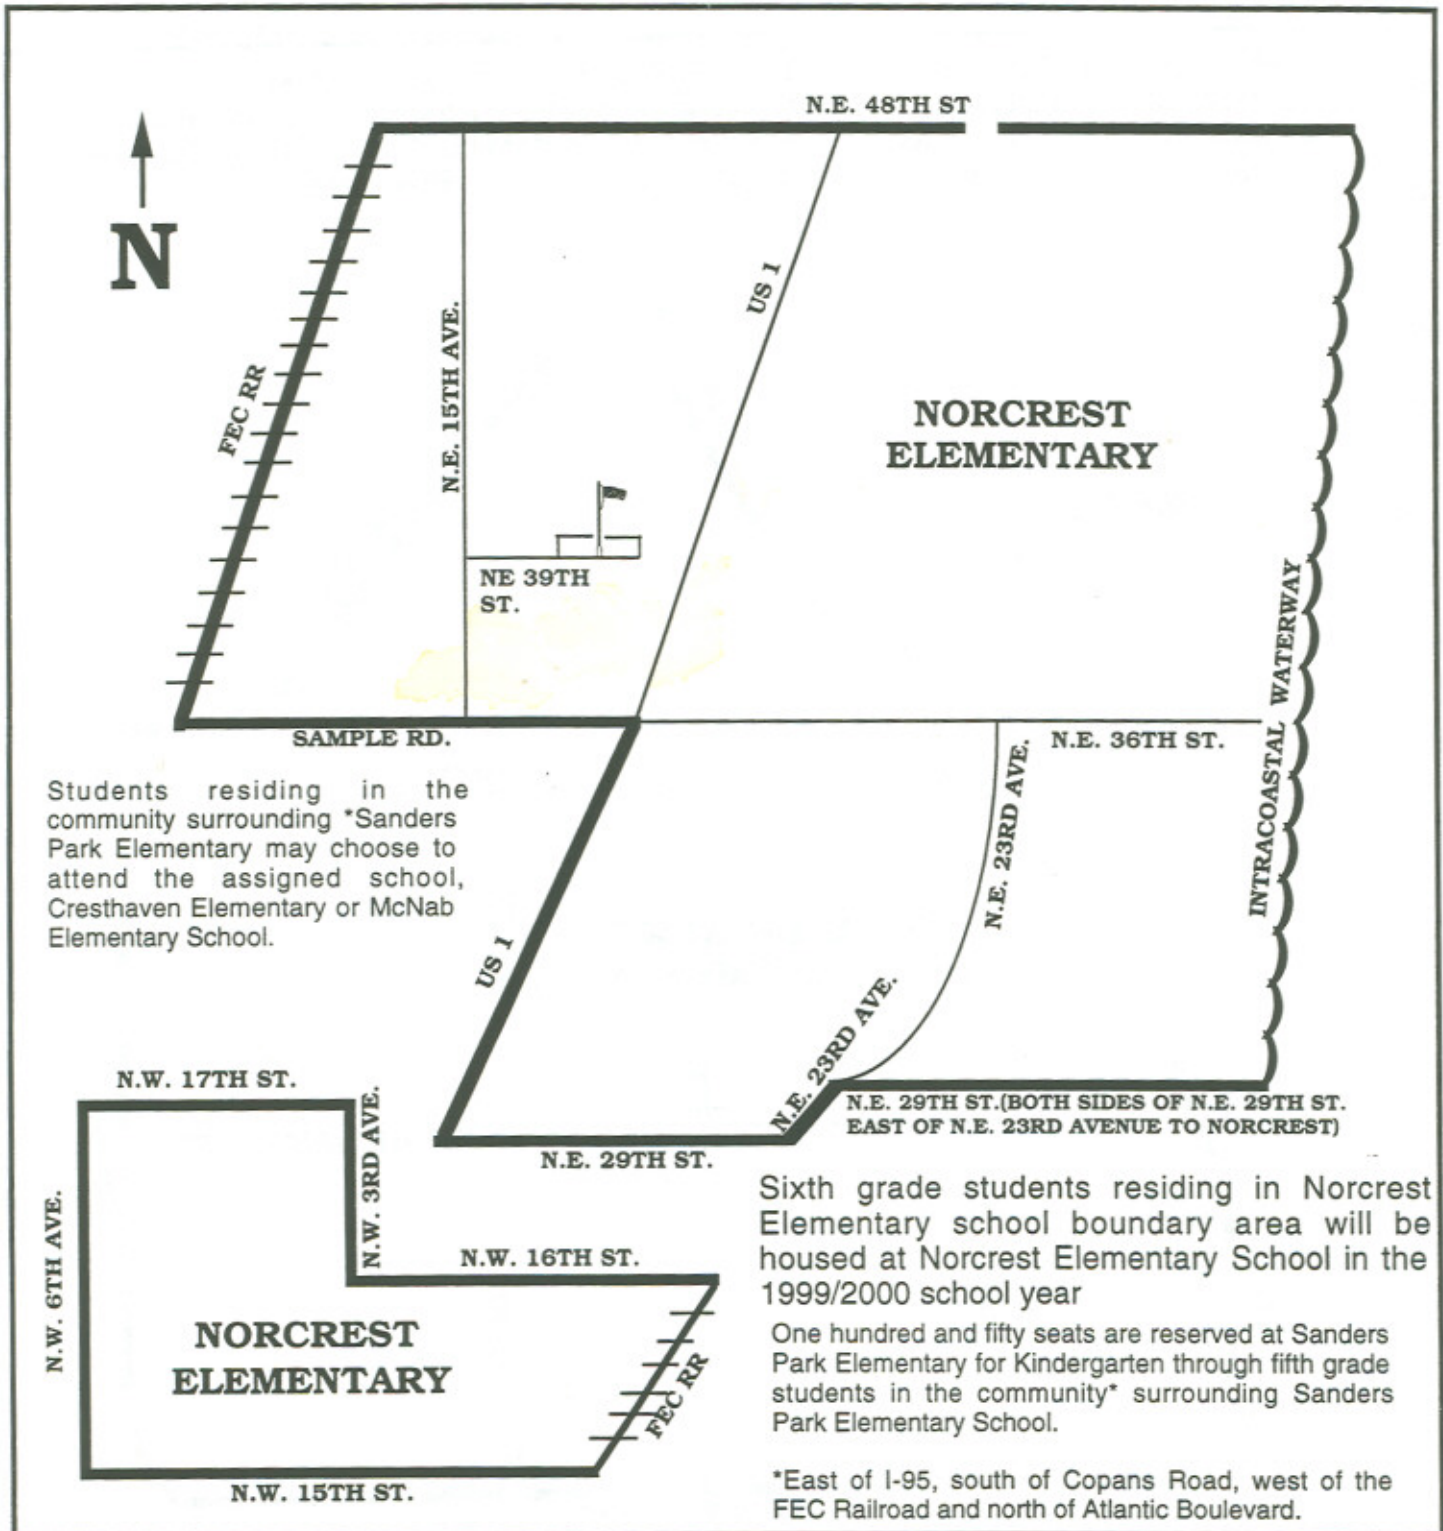 N.E. 48TH ST
N
US 1
N.E. 15TH AVE.
FEC RR
NORCREST
ELEMENTARY
NE 39TH
ST.
INTRACOASTAL WATERWAY
SAMPLE RD.
N.E. 36TH ST.
N.E. 23RD AVE.
Students residing in the
community surrounding *Sanders
Park Elementary may choose to
attend the assigned school,
Cresthaven Elementary or McNab
Elementary School.
US 1
N.E. 23RD AVE.
N.E. 29TH ST.(BOTH SIDES OF N.E. 29TH ST.
EAST OF N.E. 23RD AVENUE TO NORCREST)
N.E. 29TH ST.
N.W. 17TH ST.
N.W. 3RD AVE.
N.W. 6TH AVE.
N.W. 16TH ST.
NORCREST
ELEMENTARY
FEC RR
N.W. 15TH ST.
Sixth grade students residing in Norcrest
Elementary school boundary area will be
housed at Norcrest Elementary School in the
1999/2000 school year
One hundred and fifty seats are reserved at Sanders
Park Elementary for Kindergarten through fifth grade
students in the community* surrounding Sanders
Park Elementary School.
*East of I-95, south of Copans Road, west of the
FEC Railroad and north of Atlantic Boulevard.